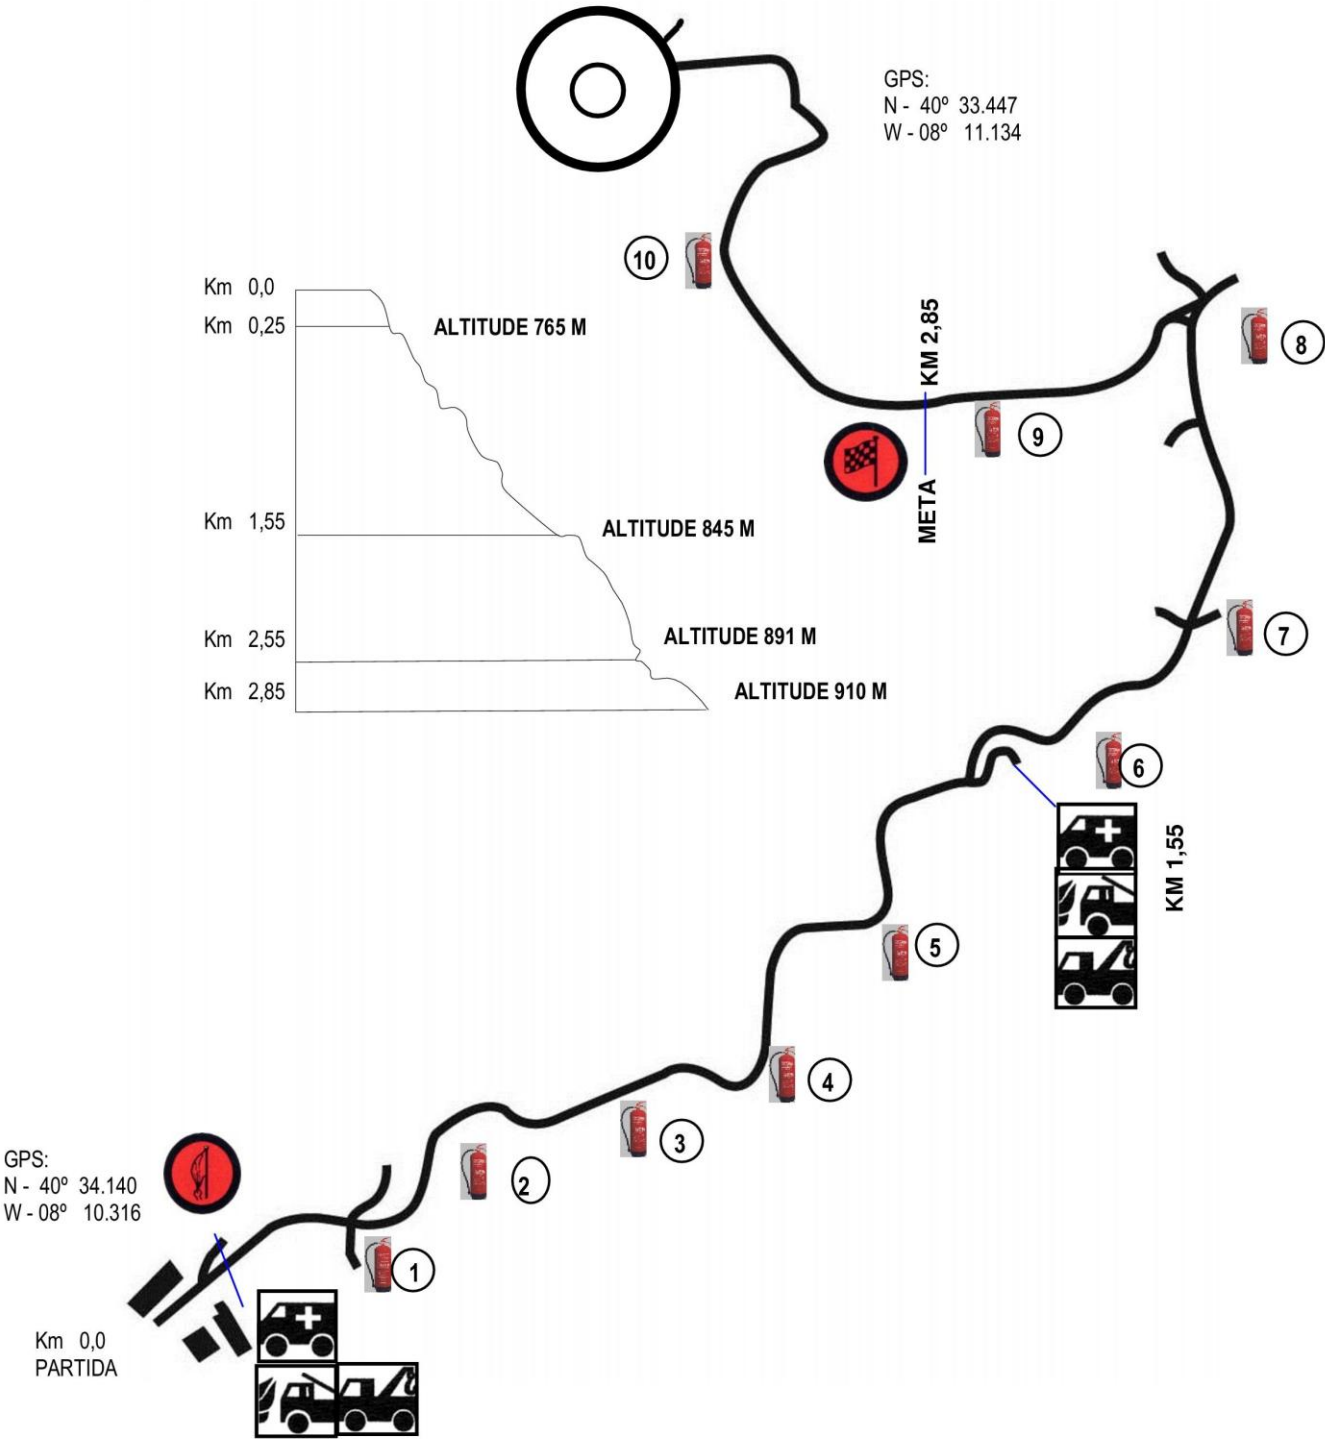 GPS:
N - 40º 33.447
W - 08º 11.134
10
Km 0,0
Km 0,25
ALTITUDE 765 M
KM 2,85
8
9
META
Km 1,55
ALTITUDE 845 M
Km 2,55
ALTITUDE 891 M
7
Km 2,85
ALTITUDE 910 M
6
KM 1,55
5
4
3
GPS:
N - 40º 34.140
W - 08º 10.316
2
1
Km 0,0
PARTIDA